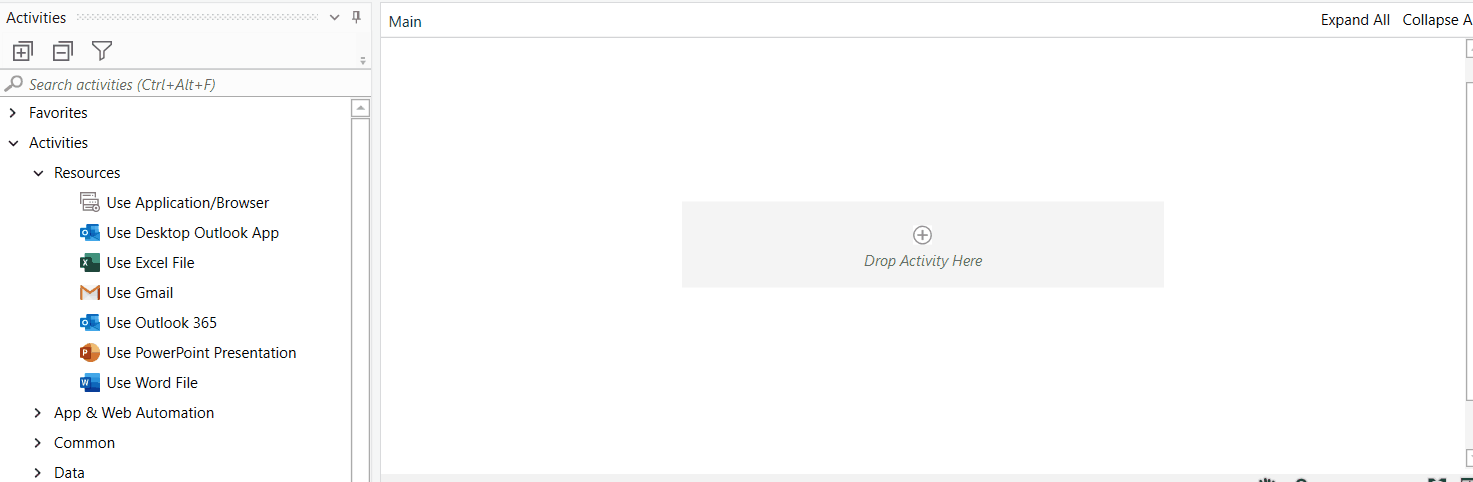 Activities
Search activities (Ctrl+Alt+F)
Favorites
Activities
Resources
Use Application/Browser
Use Desktop Outlook App
Use Excel File
Use Gmail
Use Outlook 365
Use PowerPoint Presentation
Use Word File
App & Web Automation
Common
Data
Main
Expand All Collapse A
Drop Activity Here